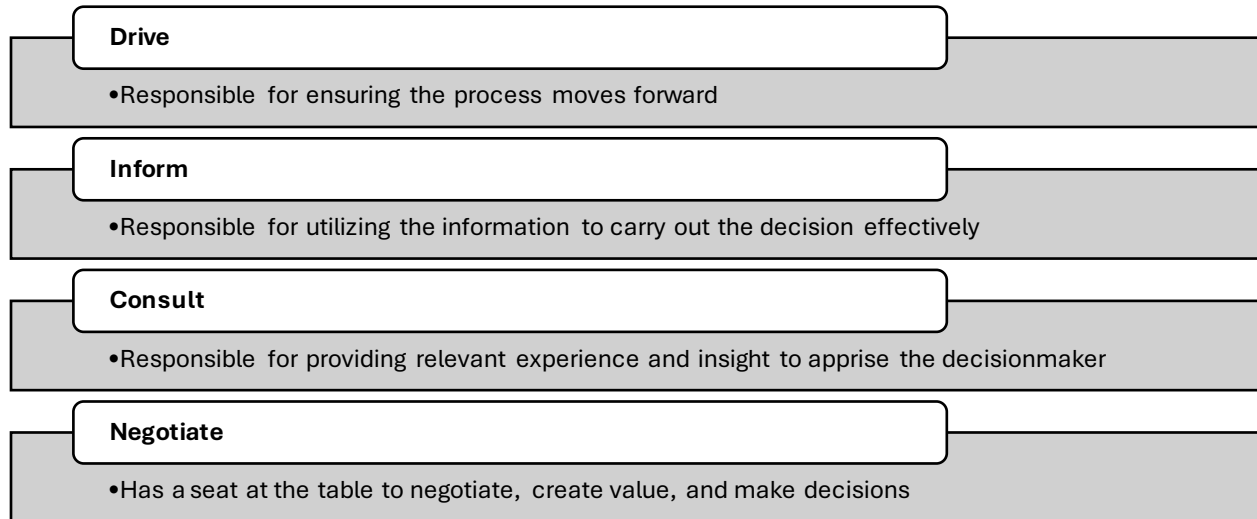 Drive
•Responsible for ensuring the process moves forward
Inform
•Responsible for utilizing the information to carry out the decision effectively
Consult
•Responsible for providing relevant experience and insight to apprise the decisionmaker
Negotiate
•Has a seat at the table to negotiate, create value, and make decisions